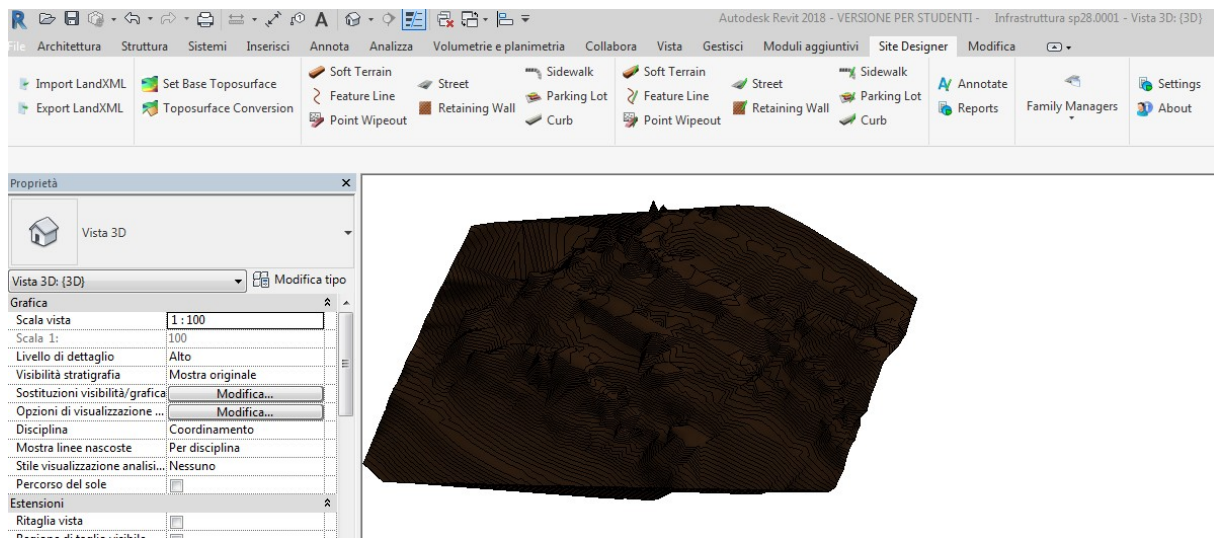 Autodesk Revit 2018 - VERSIONE PER STUDENTI - Infrastruttura sp28.0001 - Vista 3D: {3D}
File Architettura Struttura Sistemi Inserisci Annota Analizza Volumetrie e planimetria Collabora Vista Gestisci Moduli aggiuntivi Site Designer Modifica
Import LandXML
Export LandXML
Set Base Toposurface
Toposurface Conversion
Soft Terrain
Feature Line
Point Wipeout
Street
Retaining Wall
Sidewalk
Parking Lot
Curb
Soft Terrain
Feature Line
Point Wipeout
Street
Retaining Wall
Sidewalk
Parking Lot
Curb
Annotate
Reports
Family Managers
Settings
About
Proprietà
Vista 3D
Vista 3D: {3D} Modifica tipo
Grafica
Scala vista 1 : 100
Scala 1: 100
Livello di dettaglio Alto
Visibilità stratigrafia Mostra originale
Sostituzioni visibilità/grafica Modifica...
Opzioni di visualizzazione ... Modifica...
Disciplina Coordinamento
Mostra linee nascoste Per disciplina
Stile visualizzazione analisi... Nessuno
Percorso del sole
Estensioni
Ritaglia vista